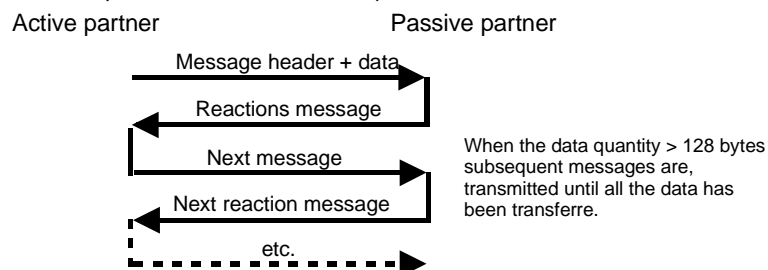 Active partner Passive partner
Message header + data
Reactions message
Next message
Next reaction message
etc.
When the data quantity > 128 bytes
subsequent messages are,
transmitted until all the data has
been transferre.